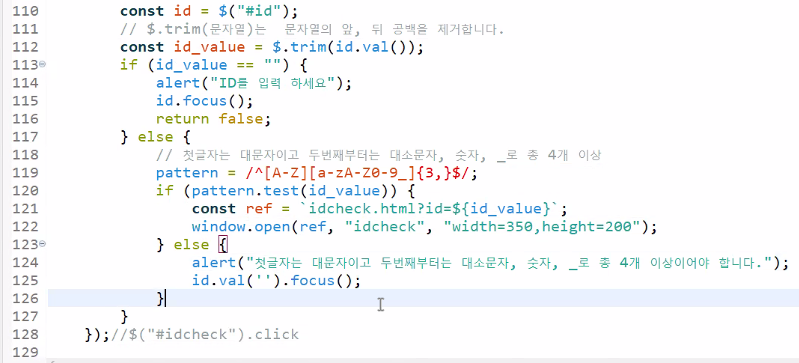 110 const id = $("#id");
111 // $.trim(문자열)는 문자열의 앞, 뒤 공백을 제거합니다.
112 const id_value = $.trim(id.val());
113 if (id_value == "") {
114 alert("ID를 입력 하세요");
115 id.focus();
116 return false;
117 } else {
118 // 첫글자는 대문자이고 두번째부터는 대소문자, 숫자, _로 총 4개 이상
119 pattern = /^[A-Z][a-zA-Z0-9_]{3,}$/;
120 if (pattern.test(id_value)) {
121 const ref = `idcheck.html?id=${id_value}`;
122 window.open(ref, "idcheck", "width=350,height=200");
123 } else {
124 alert("첫글자는 대문자이고 두번째부터는 대소문자, 숫자, _로 총 4개 이상이어야 합니다.");
125 id.val('').focus();
126 }
127 }
128 });//$("#idcheck").click
129